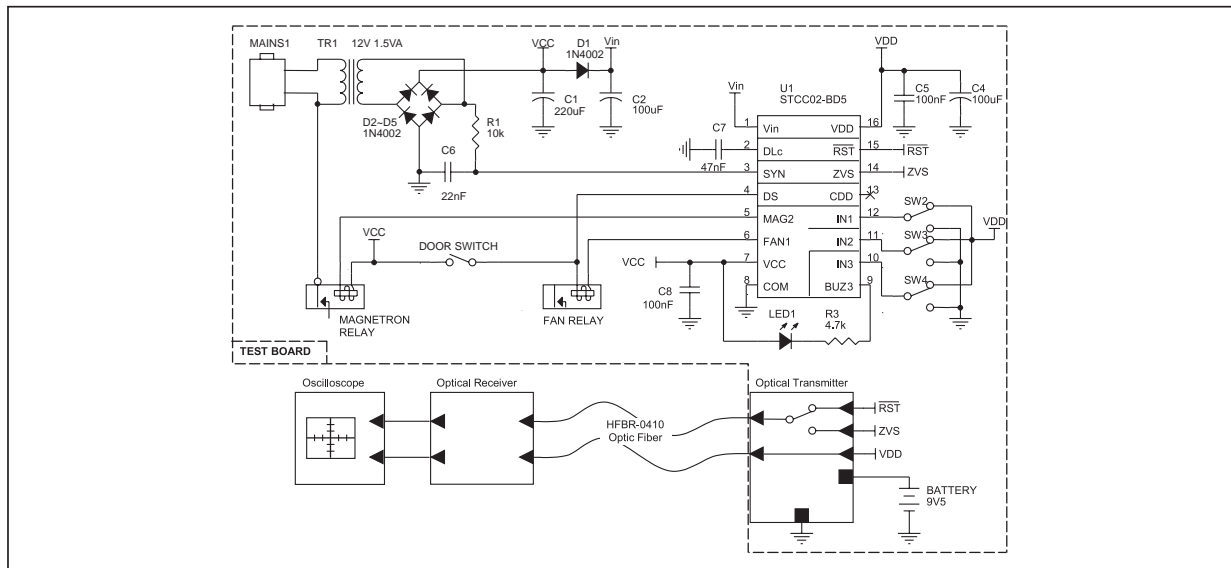 MAINS1
TR1
12V 1.5VA
VCC
D1
1N4002
Vin
C1
220uF
C2
100uF
D2~D5
1N4002
R1
10k
C6
22nF
C7
47nF
Vin
U1
STCC02-BD5
VDD
C5
100nF
C4
100uF
1 Vin VDD 16
2 DLc RST 15 RST
3 SYN ZVS 14 ZVS
4 DS CDD 13
5 MAG2 IN1 12
6 FAN1 IN2 11
7 VCC IN3 10
8 COM BUZ3 9
SW2
SW3
SW4
VDD
VCC
DOOR SWITCH
VCC
C8
100nF
MAGNETRON
RELAY
FAN RELAY
LED1
R3
4.7k
TEST BOARD
Oscilloscope
Optical Receiver
HFBR-0410
Optic Fiber
Optical Transmitter
RST
ZVS
VDD
BATTERY
9V5